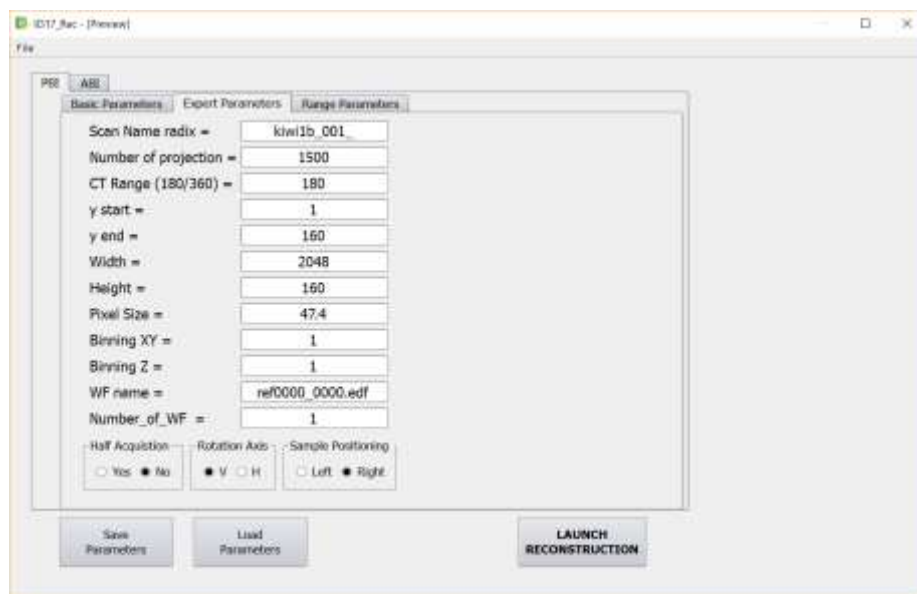 ID17_Rec - [Preview]
File
PBI ABI
Basic Parameters Expert Parameters Range Parameters
Scan Name radix = kiwi1b_001_
Number of projection = 1500
CT Range (180/360) = 180
y start = 1
y end = 160
Width = 2048
Height = 160
Pixel Size = 47.4
Binning XY = 1
Binning Z = 1
WF name = ref0000_0000.edf
Number_of_WF = 1
Half Acquistion Rotation Axis Sample Positioning
Yes No V H Left Right
Save Load LAUNCH
Parameters Parameters RECONSTRUCTION